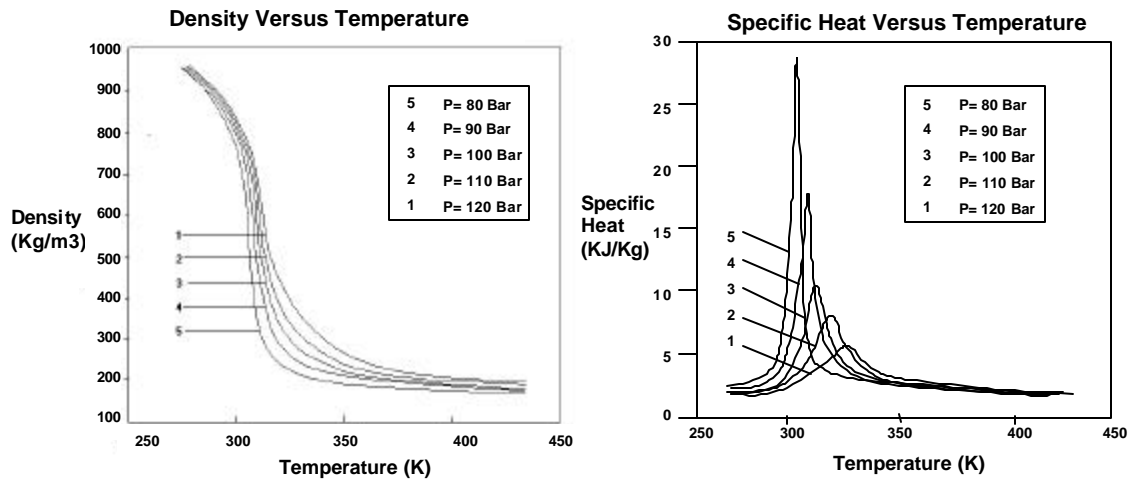 Density Versus Temperature
1000
900
800
700
600
500
400
300
200
100
Density
(Kg/m3)
5 P= 80 Bar
4 P= 90 Bar
3 P= 100 Bar
2 P= 110 Bar
1 P= 120 Bar
1
2
3
4
5
250 300 350 400 450
Temperature (K)
Specific Heat Versus Temperature
30
25
20
15
10
5
0
Specific
Heat
(KJ/Kg)
5 P= 80 Bar
4 P= 90 Bar
3 P= 100 Bar
2 P= 110 Bar
1 P= 120 Bar
5
4
3
2
1
250 300 350 400 450
Temperature (K)